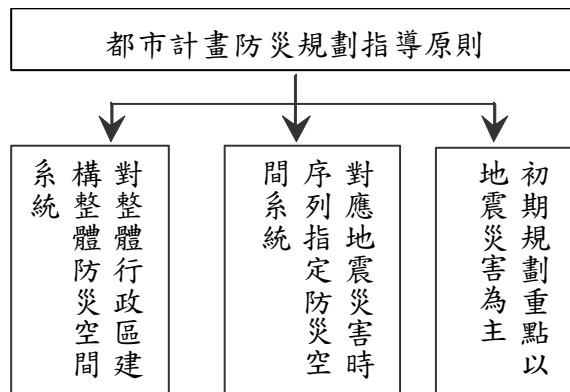 都市計畫防災規劃指導原則
對整體行政區建
構整體防災空間
系統
對應地震災害時
序列指定防災空
間系統
初期規劃重點以
地震災害為主